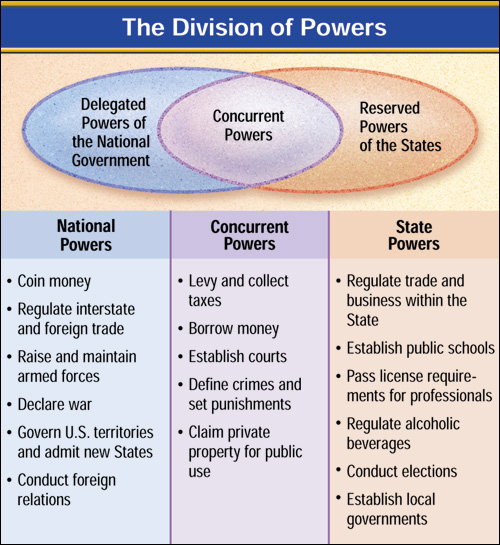 The Division of Powers
Delegated
Powers of
the National
Government
Concurrent
Powers
Reserved
Powers
of the States
National
Powers
• Coin money
• Regulate interstate
and foreign trade
• Raise and maintain
armed forces
• Declare war
• Govern U.S. territories
and admit new States
• Conduct foreign
relations
Concurrent
Powers
• Levy and collect
taxes
• Borrow money
• Establish courts
• Define crimes and
set punishments
• Claim private
property for public
use
State
Powers
• Regulate trade and
business within the
State
• Establish public schools
• Pass license require-
ments for professionals
• Regulate alcoholic
beverages
• Conduct elections
• Establish local
governments